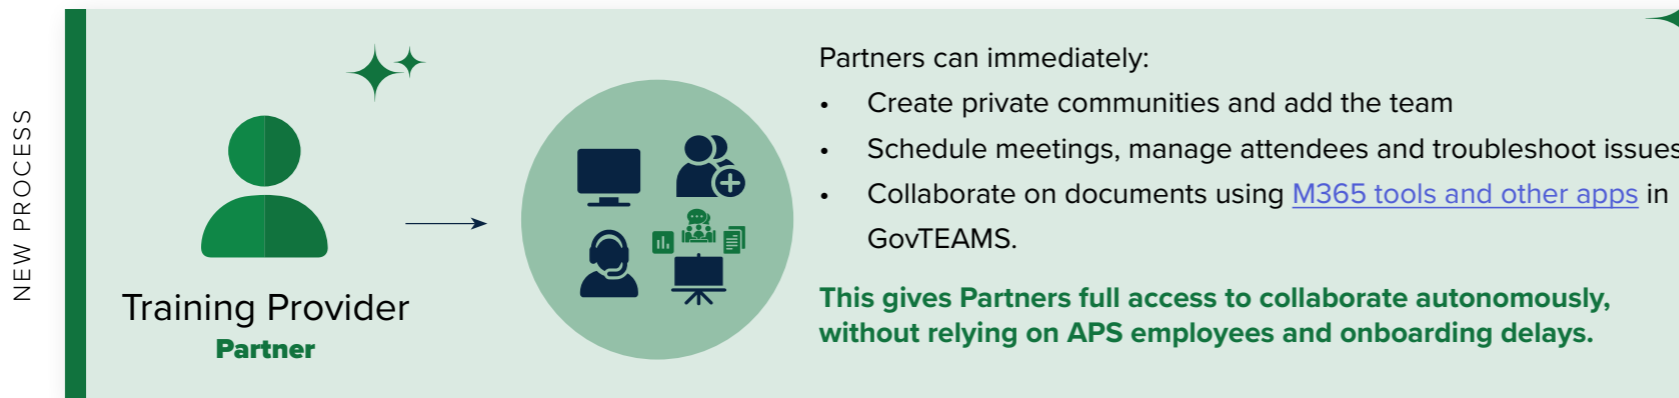 NEW PROCESS
Training Provider
Partner
Partners can immediately:
• Create private communities and add the team
• Schedule meetings, manage attendees and troubleshoot issues
• Collaborate on documents using M365 tools and other apps in
GovTEAMS.
This gives Partners full access to collaborate autonomously,
without relying on APS employees and onboarding delays.